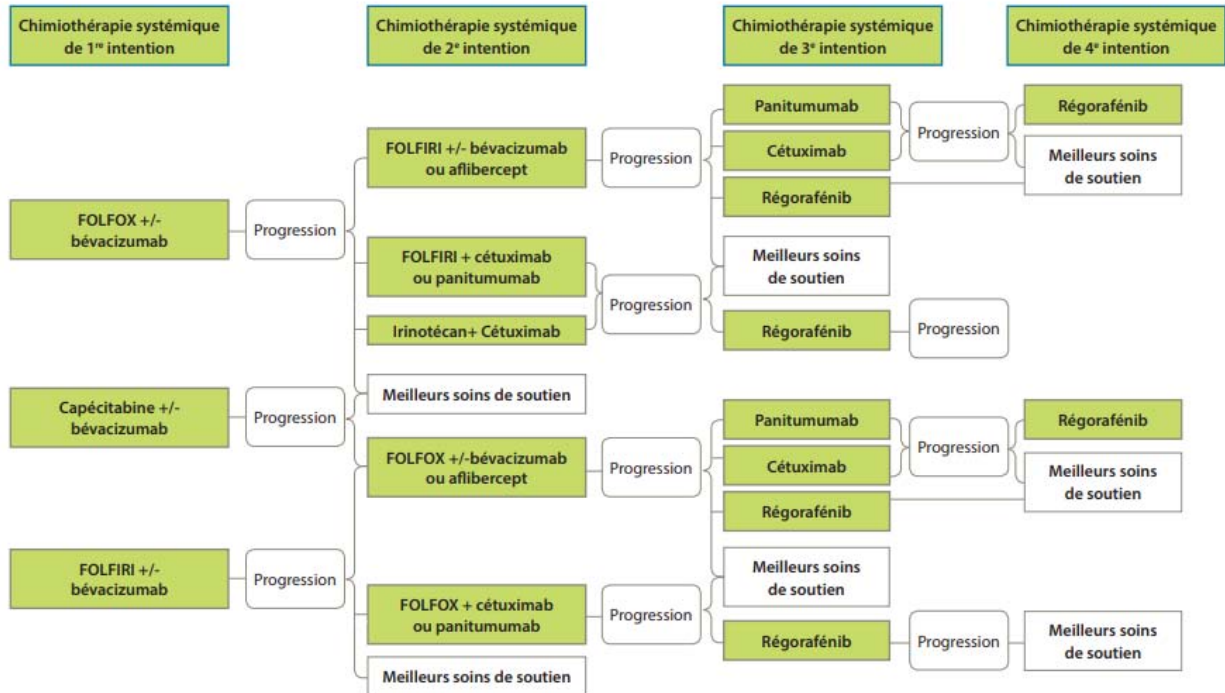 Chimiothérapie systémique
de 1re intention
Chimiothérapie systémique
de 2e intention
Chimiothérapie systémique
de 3e intention
Chimiothérapie systémique
de 4e intention
FOLFOX +/-
bévacizumab
Progression
FOLFIRI +/- bévacizumab
ou aflibercept
Progression
Panitumumab
Cétuximab
Régorafénib
Progression
Régorafénib
Meilleurs soins
de soutien
FOLFIRI + cétuximab
ou panitumumab
Irinotécan+ Cétuximab
Progression
Meilleurs soins
de soutien
Régorafénib
Progression
Meilleurs soins de soutien
Capécitabine +/-
bévacizumab
Progression
FOLFOX +/-bévacizumab
ou aflibercept
Progression
Panitumumab
Cétuximab
Régorafénib
Progression
Régorafénib
Meilleurs soins
de soutien
FOLFIRI +/-
bévacizumab
Progression
FOLFOX + cétuximab
ou panitumumab
Progression
Meilleurs soins
de soutien
Régorafénib
Progression
Meilleurs soins
de soutien
Meilleurs soins de soutien